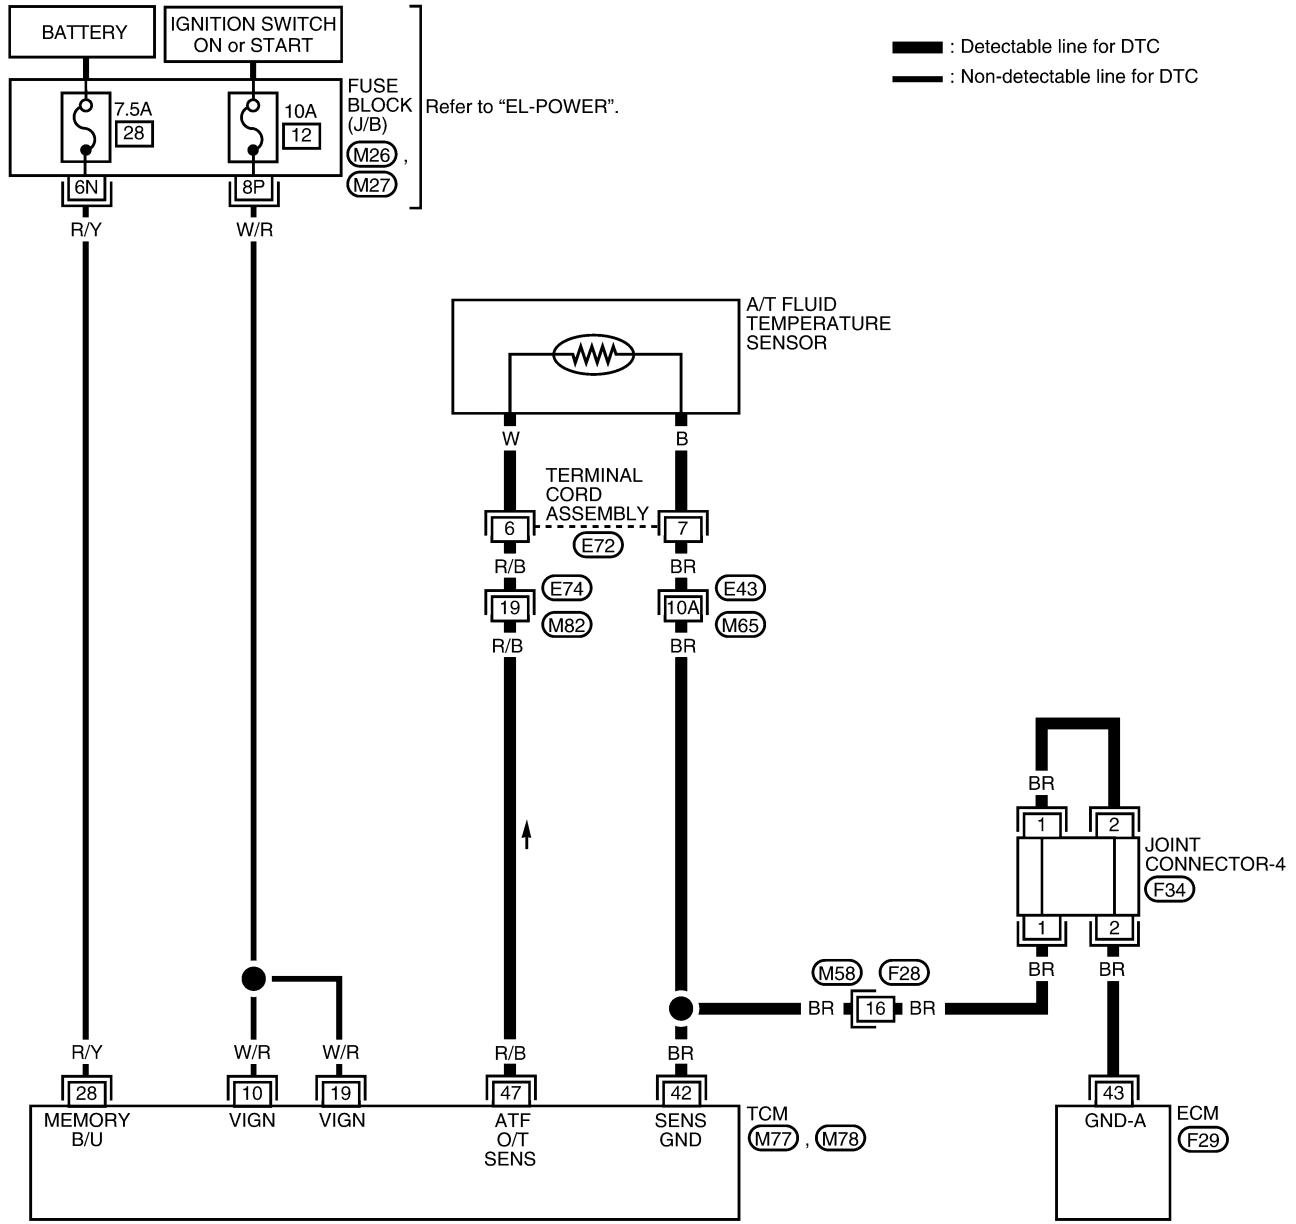 BATTERY
IGNITION SWITCH
ON or START
: Detectable line for DTC
: Non-detectable line for DTC
7.5A
28
10A
12
FUSE
BLOCK
(J/B)
M26 ,
M27
Refer to “EL-POWER”.
6N
8P
R/Y
W/R
A/T FLUID
TEMPERATURE
SENSOR
W
B
TERMINAL
CORD
ASSEMBLY
6
7
E72
R/B
BR
E74
E43
19
10A
M82
M65
R/B
BR
BR
1
2
JOINT
CONNECTOR-4
F34
1
2
BR
BR
M58
F28
BR
16
BR
R/Y
W/R
W/R
R/B
BR
28
10
19
47
42
43
MEMORY
B/U
VIGN
VIGN
ATF
O/T
SENS
SENS
GND
TCM
M77 , M78
GND-A
ECM
F29